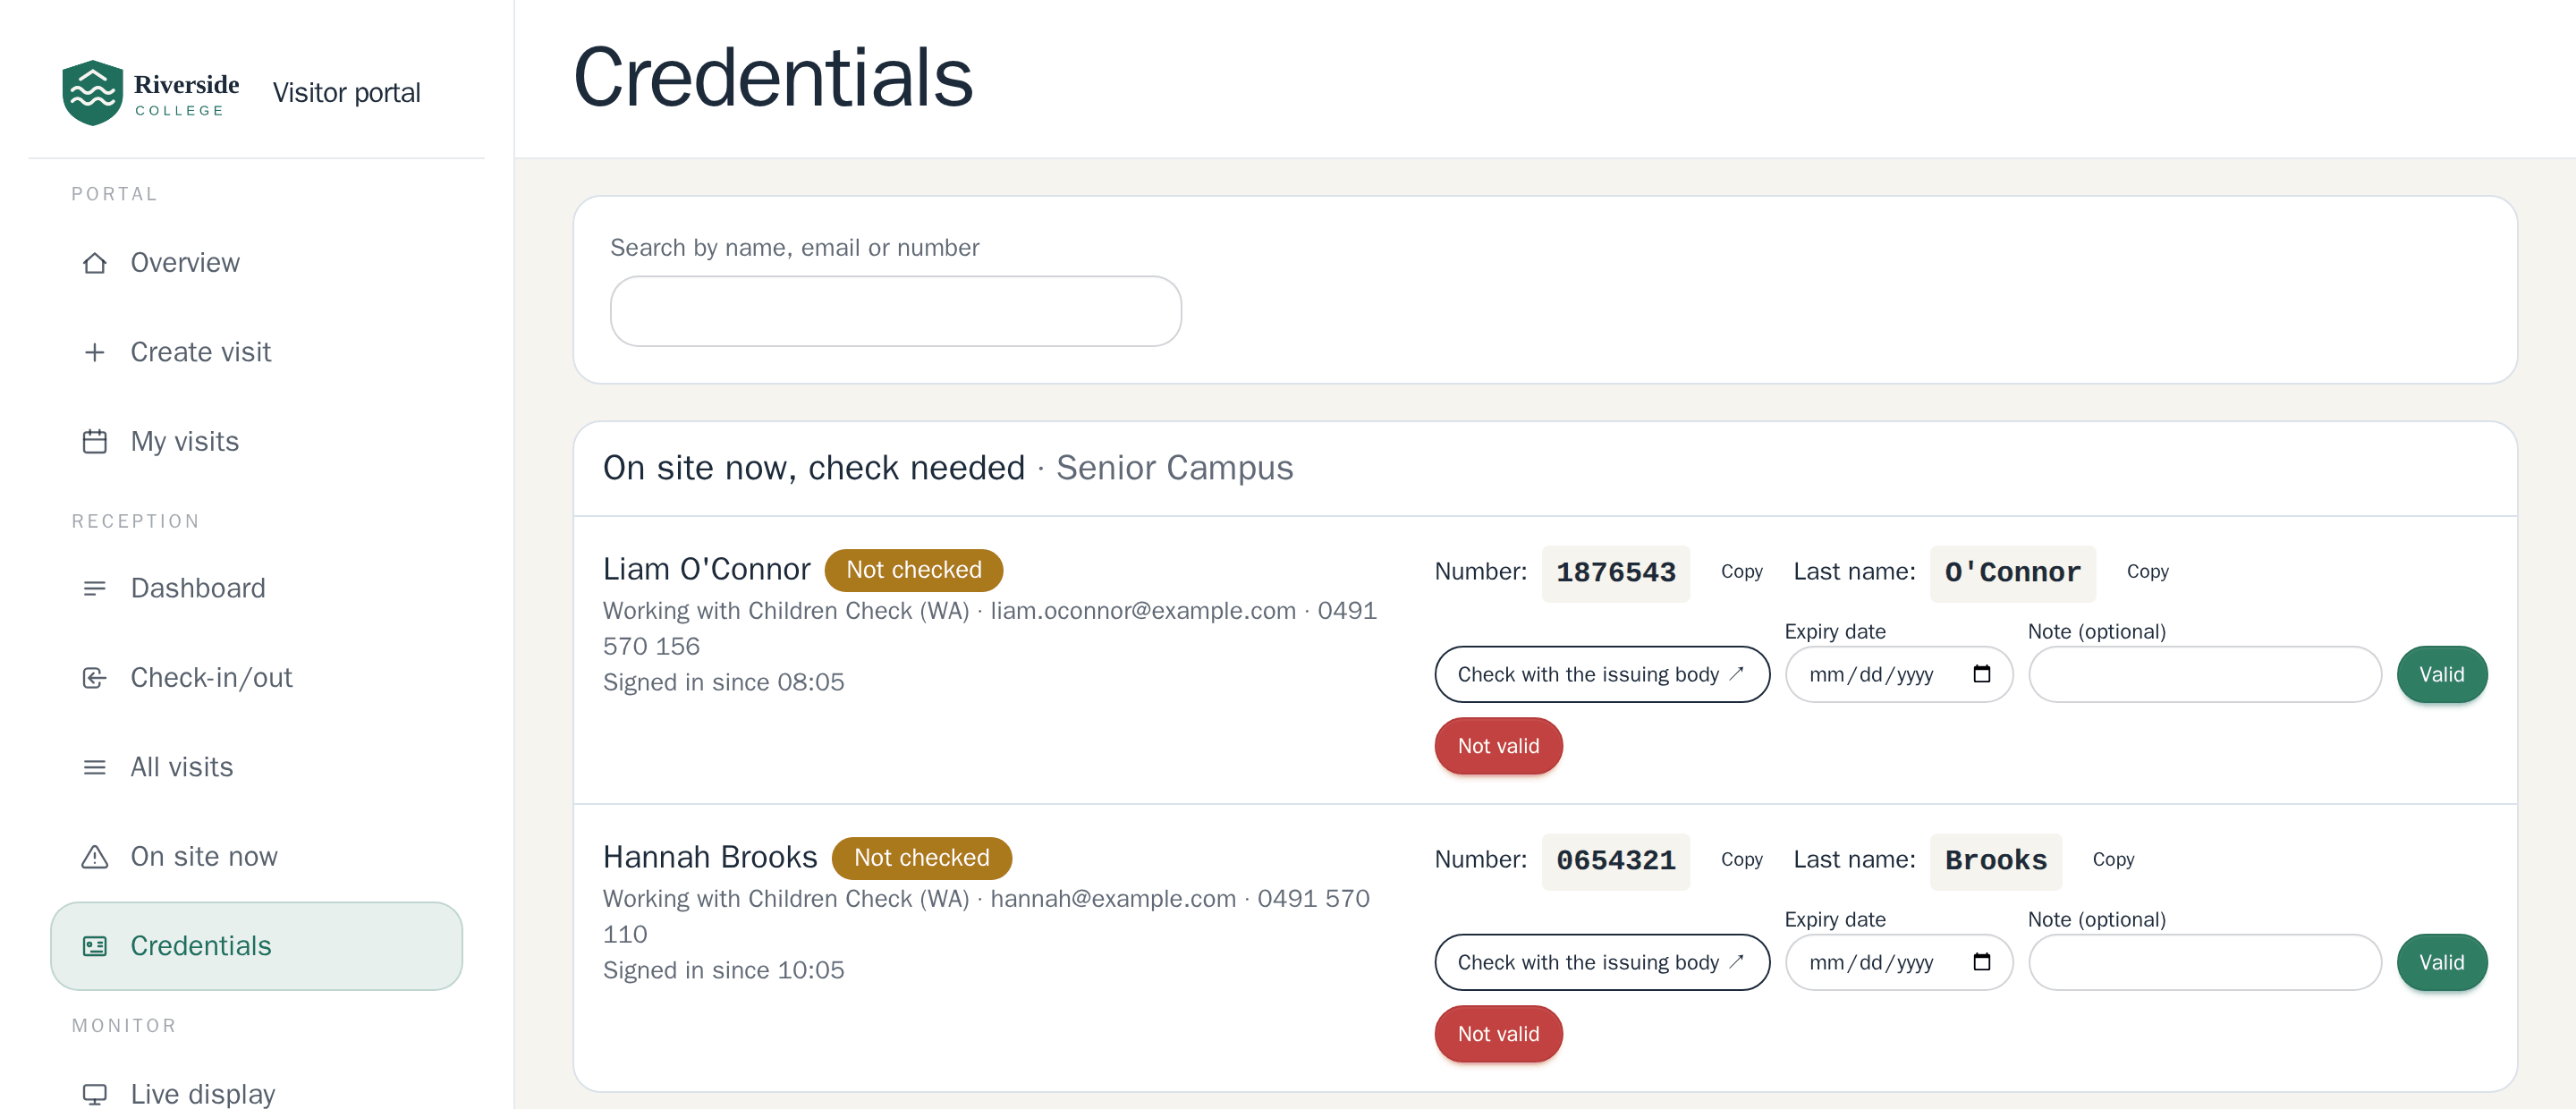 Riverside
COLLEGE
Visitor portal
PORTAL
Overview
Create visit
My visits
RECEPTION
Dashboard
Check-in/out
All visits
On site now
Credentials
MONITOR
Live display
Credentials
Search by name, email or number
On site now, check needed · Senior Campus
Liam O'Connor Not checked
Working with Children Check (WA) · liam.oconnor@example.com · 0491
570 156
Signed in since 08:05
Number: 1876543 Copy Last name: O'Connor Copy
Expiry date Note (optional)
Check with the issuing body ↗ mm/dd/yyyy Valid
Not valid
Hannah Brooks Not checked
Working with Children Check (WA) · hannah@example.com · 0491 570
110
Signed in since 10:05
Number: 0654321 Copy Last name: Brooks Copy
Expiry date Note (optional)
Check with the issuing body ↗ mm/dd/yyyy Valid
Not valid